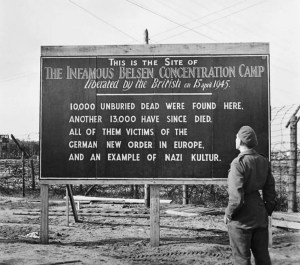 THIS IS THE SITE OF
THE INFAMOUS BELSEN CONCENTRATION CAMP
Liberated by the British on 15 april 1945.
10,000 UNBURIED DEAD WERE FOUND HERE,
ANOTHER 13,000 HAVE SINCE DIED,
ALL OF THEM VICTIMS OF THE
GERMAN NEW ORDER IN EUROPE,
AND AN EXAMPLE OF NAZI KULTUR.